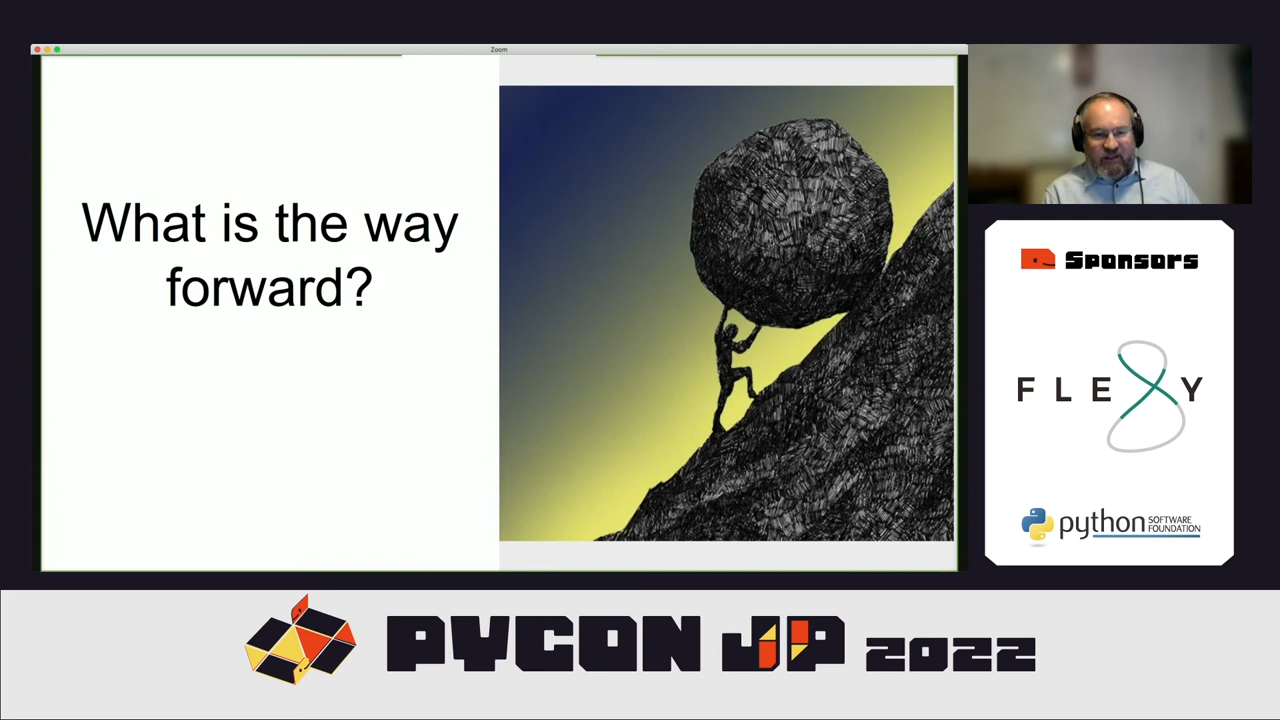 Zoom
What is the way
forward?
Sponsors
FLEXY
python SOFTWARE
FOUNDATION
PYCON JP 2022